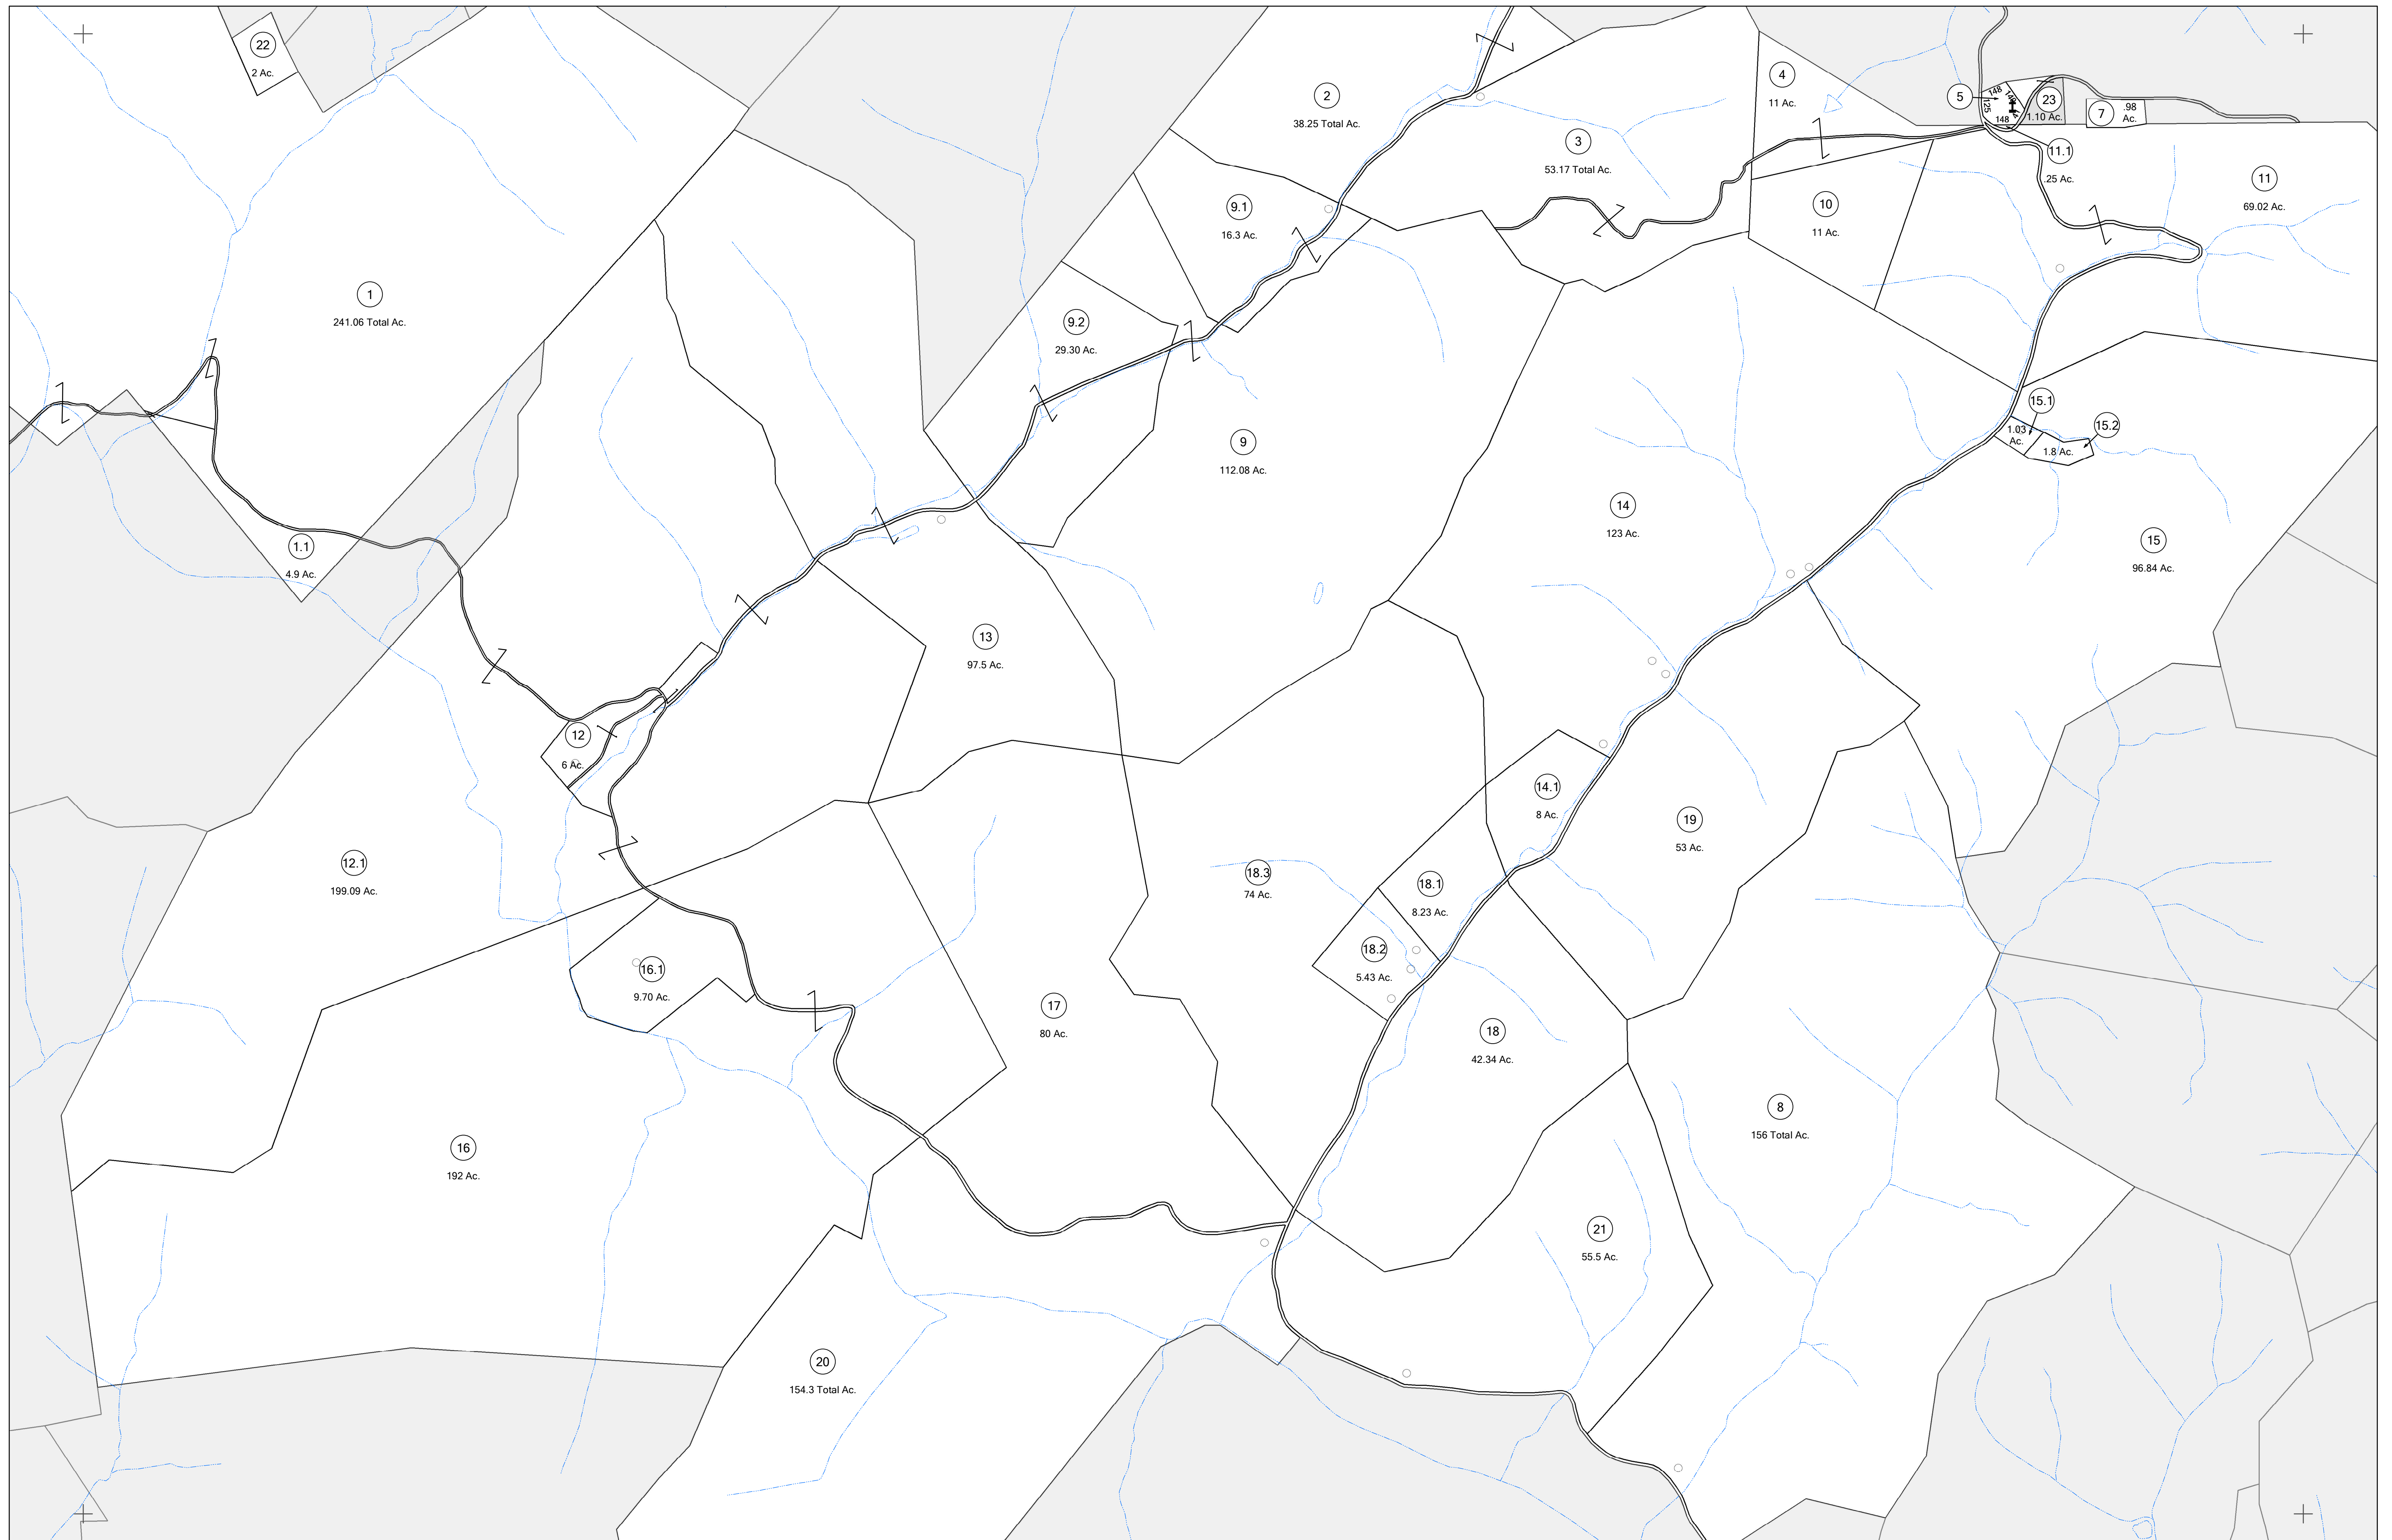 22
2 Ac.
2
38.25 Total Ac.
3
53.17 Total Ac.
4
11 Ac.
5
148
148
125
148
23
1.10 Ac.
7
.98
Ac.
11.1
.25 Ac.
11
69.02 Ac.
10
11 Ac.
9.1
16.3 Ac.
1
241.06 Total Ac.
9.2
29.30 Ac.
9
112.08 Ac.
15.1
1.03
Ac.
15.2
1.8 Ac.
14
123 Ac.
15
96.84 Ac.
1.1
4.9 Ac.
13
97.5 Ac.
12
6 Ac.
14.1
8 Ac.
19
53 Ac.
12.1
199.09 Ac.
18.3
74 Ac.
18.1
8.23 Ac.
18.2
5.43 Ac.
16.1
9.70 Ac.
17
80 Ac.
18
42.34 Ac.
8
156 Total Ac.
16
192 Ac.
21
55.5 Ac.
20
154.3 Total Ac.